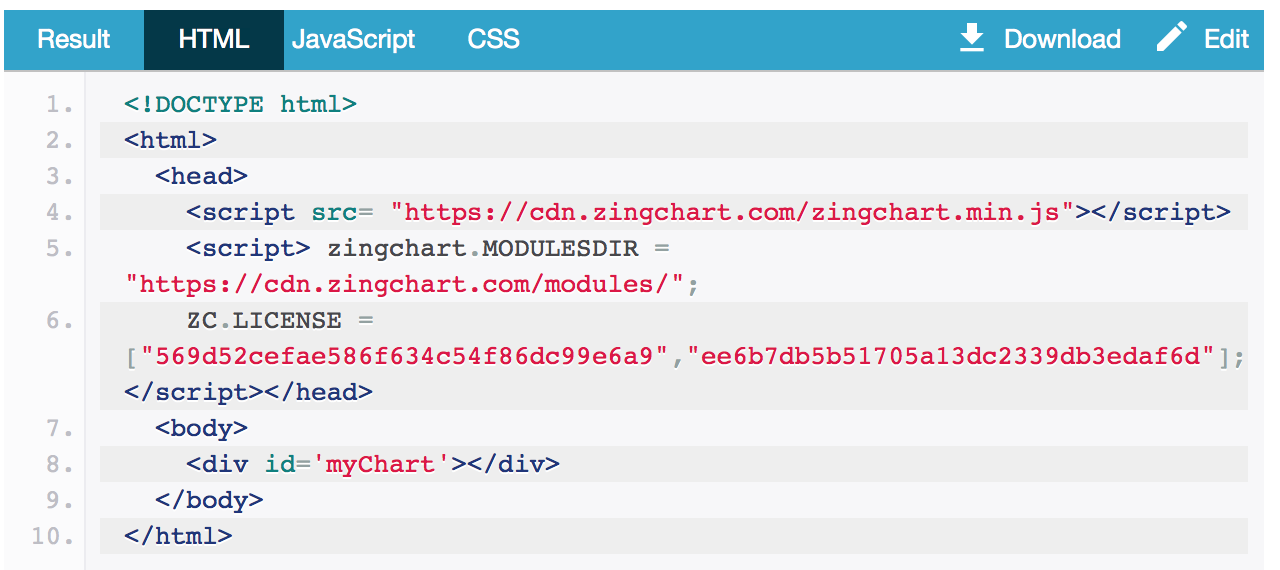 Result HTML JavaScript CSS Download Edit
1. <!DOCTYPE html>
2. <html>
3. <head>
4. <script src= "https://cdn.zingchart.com/zingchart.min.js"></script>
5. <script> zingchart.MODULESDIR =
"https://cdn.zingchart.com/modules/";
6. ZC.LICENSE =
["569d52cefae586f634c54f86dc99e6a9","ee6b7db5b51705a13dc2339db3edaf6d"];
</script></head>
7. <body>
8. <div id='myChart'></div>
9. </body>
10. </html>